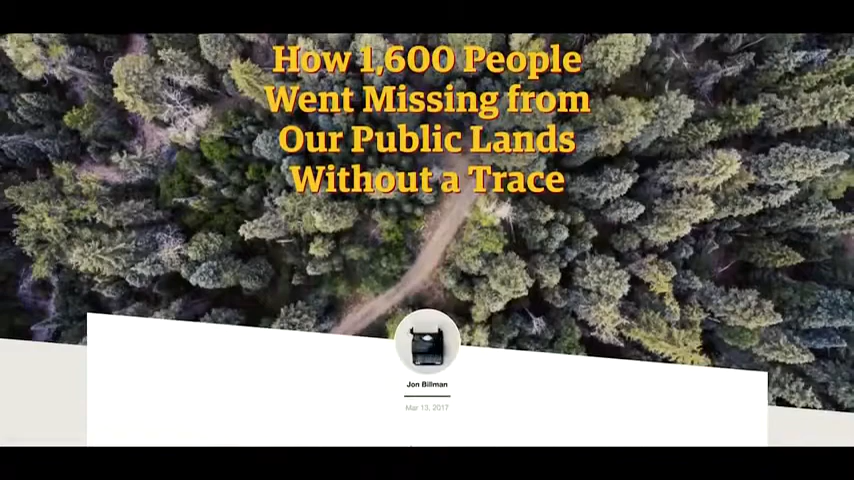 How 1,600 People
Went Missing from
Our Public Lands
Without a Trace
Jon Billman
Mar 13, 2017